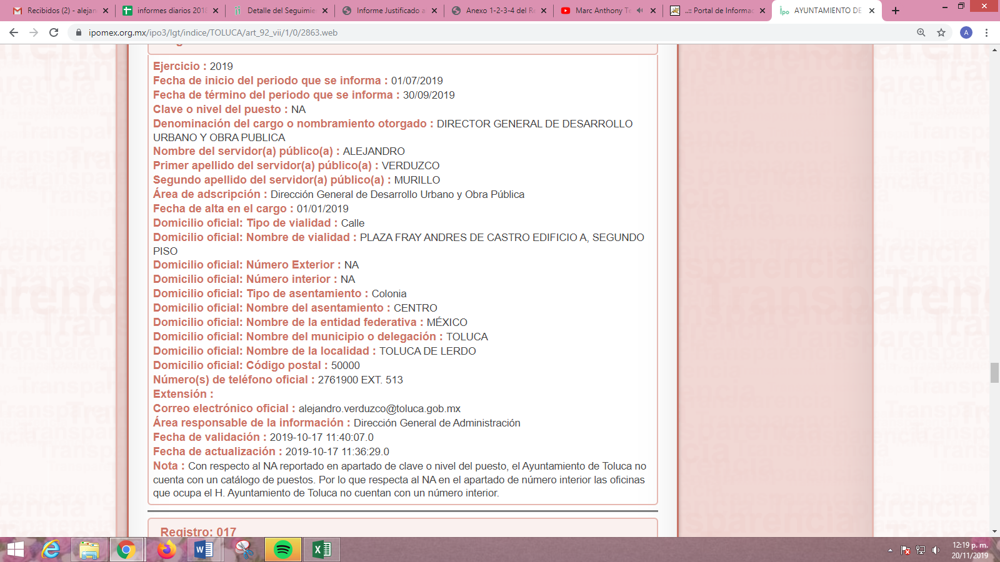 Recibidos (2) - alejan
informes diarios 2018
Detalle del Seguimie
Informe Justificado a
Anexo 1-2-3-4 del Re
Marc Anthony Te
..:: Portal de Informac
AYUNTAMIENTO DE
ipomex.org.mx/ipo3/lgt/indice/TOLUCA/art_92_vii/1/0/2863.web
A
Ejercicio : 2019
Fecha de inicio del periodo que se informa : 01/07/2019
Fecha de término del periodo que se informa : 30/09/2019
Clave o nivel del puesto : NA
Denominación del cargo o nombramiento otorgado : DIRECTOR GENERAL DE DESARROLLO
URBANO Y OBRA PUBLICA
Nombre del servidor(a) público(a) : ALEJANDRO
Primer apellido del servidor(a) público(a) : VERDUZCO
Segundo apellido del servidor(a) público(a) : MURILLO
Área de adscripción : Dirección General de Desarrollo Urbano y Obra Pública
Fecha de alta en el cargo : 01/01/2019
Domicilio oficial: Tipo de vialidad : Calle
Domicilio oficial: Nombre de vialidad : PLAZA FRAY ANDRES DE CASTRO EDIFICIO A, SEGUNDO
PISO
Domicilio oficial: Número Exterior : NA
Domicilio oficial: Número interior : NA
Domicilio oficial: Tipo de asentamiento : Colonia
Domicilio oficial: Nombre del asentamiento : CENTRO
Domicilio oficial: Nombre de la entidad federativa : MÉXICO
Domicilio oficial: Nombre del municipio o delegación : TOLUCA
Domicilio oficial: Nombre de la localidad : TOLUCA DE LERDO
Domicilio oficial: Código postal : 50000
Número(s) de teléfono oficial : 2761900 EXT. 513
Extensión :
Correo electrónico oficial : alejandro.verduzco@toluca.gob.mx
Área responsable de la información : Dirección General de Administración
Fecha de validación : 2019-10-17 11:40:07.0
Fecha de actualización : 2019-10-17 11:36:29.0
Nota : Con respecto al NA reportado en apartado de clave o nivel del puesto, el Ayuntamiento de Toluca no
cuenta con un catálogo de puestos. Por lo que respecta al NA en el apartado de número interior las oficinas
que ocupa el H. Ayuntamiento de Toluca no cuentan con un número interior.
Registro: 017
12:19 p. m.
20/11/2019